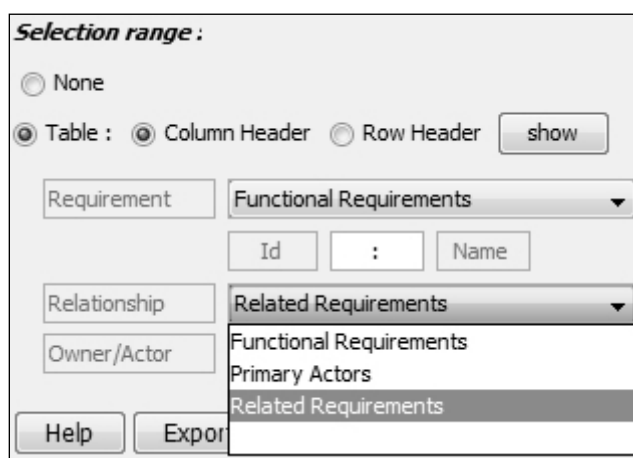 Selection range :
None
Table : Column Header Row Header show
Requirement Functional Requirements
Id : Name
Relationship Related Requirements
Functional Requirements
Owner/Actor
Primary Actors
Related Requirements
Help